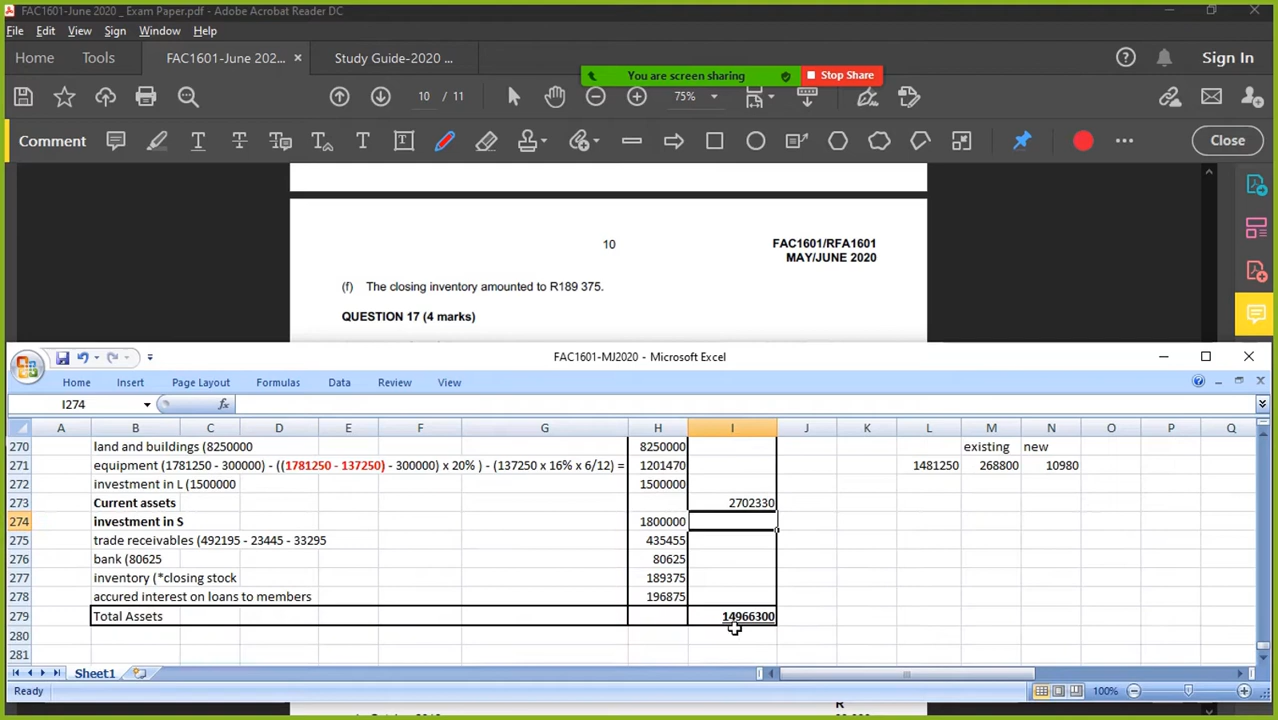 FAC1601-June 2020 _ Exam Paper.pdf - Adobe Acrobat Reader DC
File Edit View Sign Window Help
Home Tools FAC1601-June 202... × Study Guide-2020 ... Sign In
You are screen sharing Stop Share
10 / 11 75%
Comment Close
10 FAC1601/RFA1601
MAY/JUNE 2020
(f) The closing inventory amounted to R189 375.
QUESTION 17 (4 marks)
FAC1601-MJ2020 - Microsoft Excel
Home Insert Page Layout Formulas Data Review View
I274 fx
A B C D E F G H I J K L M N O P Q
270 land and buildings (8250000 8250000 existing new
271 equipment (1781250 - 300000) - ((1781250 - 137250) - 300000) x 20% ) - (137250 x 16% x 6/12) = 1201470 1481250 268800 10980
272 investment in L (1500000 1500000
273 Current assets 2702330
274 investment in S 1800000
275 trade receivables (492195 - 23445 - 33295 435455
276 bank (80625 80625
277 inventory (*closing stock 189375
278 accured interest on loans to members 196875
279 Total Assets 14966300
280
281
Sheet1
Ready 100%
R